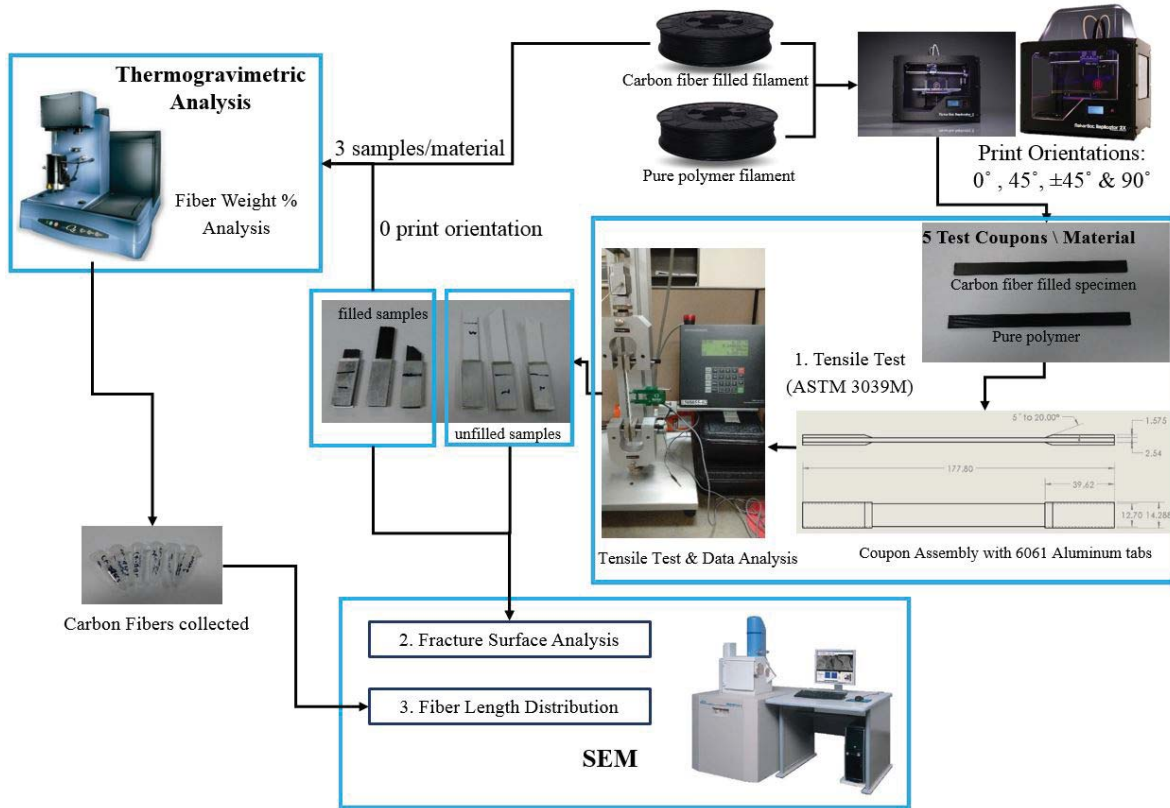 Thermogravimetric
Analysis
Fiber Weight %
Analysis
3 samples/material
Carbon fiber filled filament
Pure polymer filament
Print Orientations:
0˚ , 45˚, ±45˚ & 90˚
0 print orientation
5 Test Coupons \ Material
Carbon fiber filled specimen
Pure polymer
filled samples
unfilled samples
1. Tensile Test
(ASTM 3039M)
5˚ to 20.00°
1.575
2.54
177.80
39.62
12.70
14.288
Tensile Test & Data Analysis
Coupon Assembly with 6061 Aluminum tabs
Carbon Fibers collected
2. Fracture Surface Analysis
3. Fiber Length Distribution
SEM